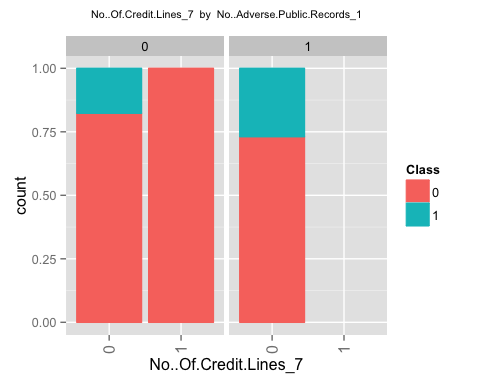 No..Of.Credit.Lines_7 by No..Adverse.Public.Records_1
0 1
1.00
0.75
0.50
0.25
0.00
count
0 1 0 1
No..Of.Credit.Lines_7
Class
0
1